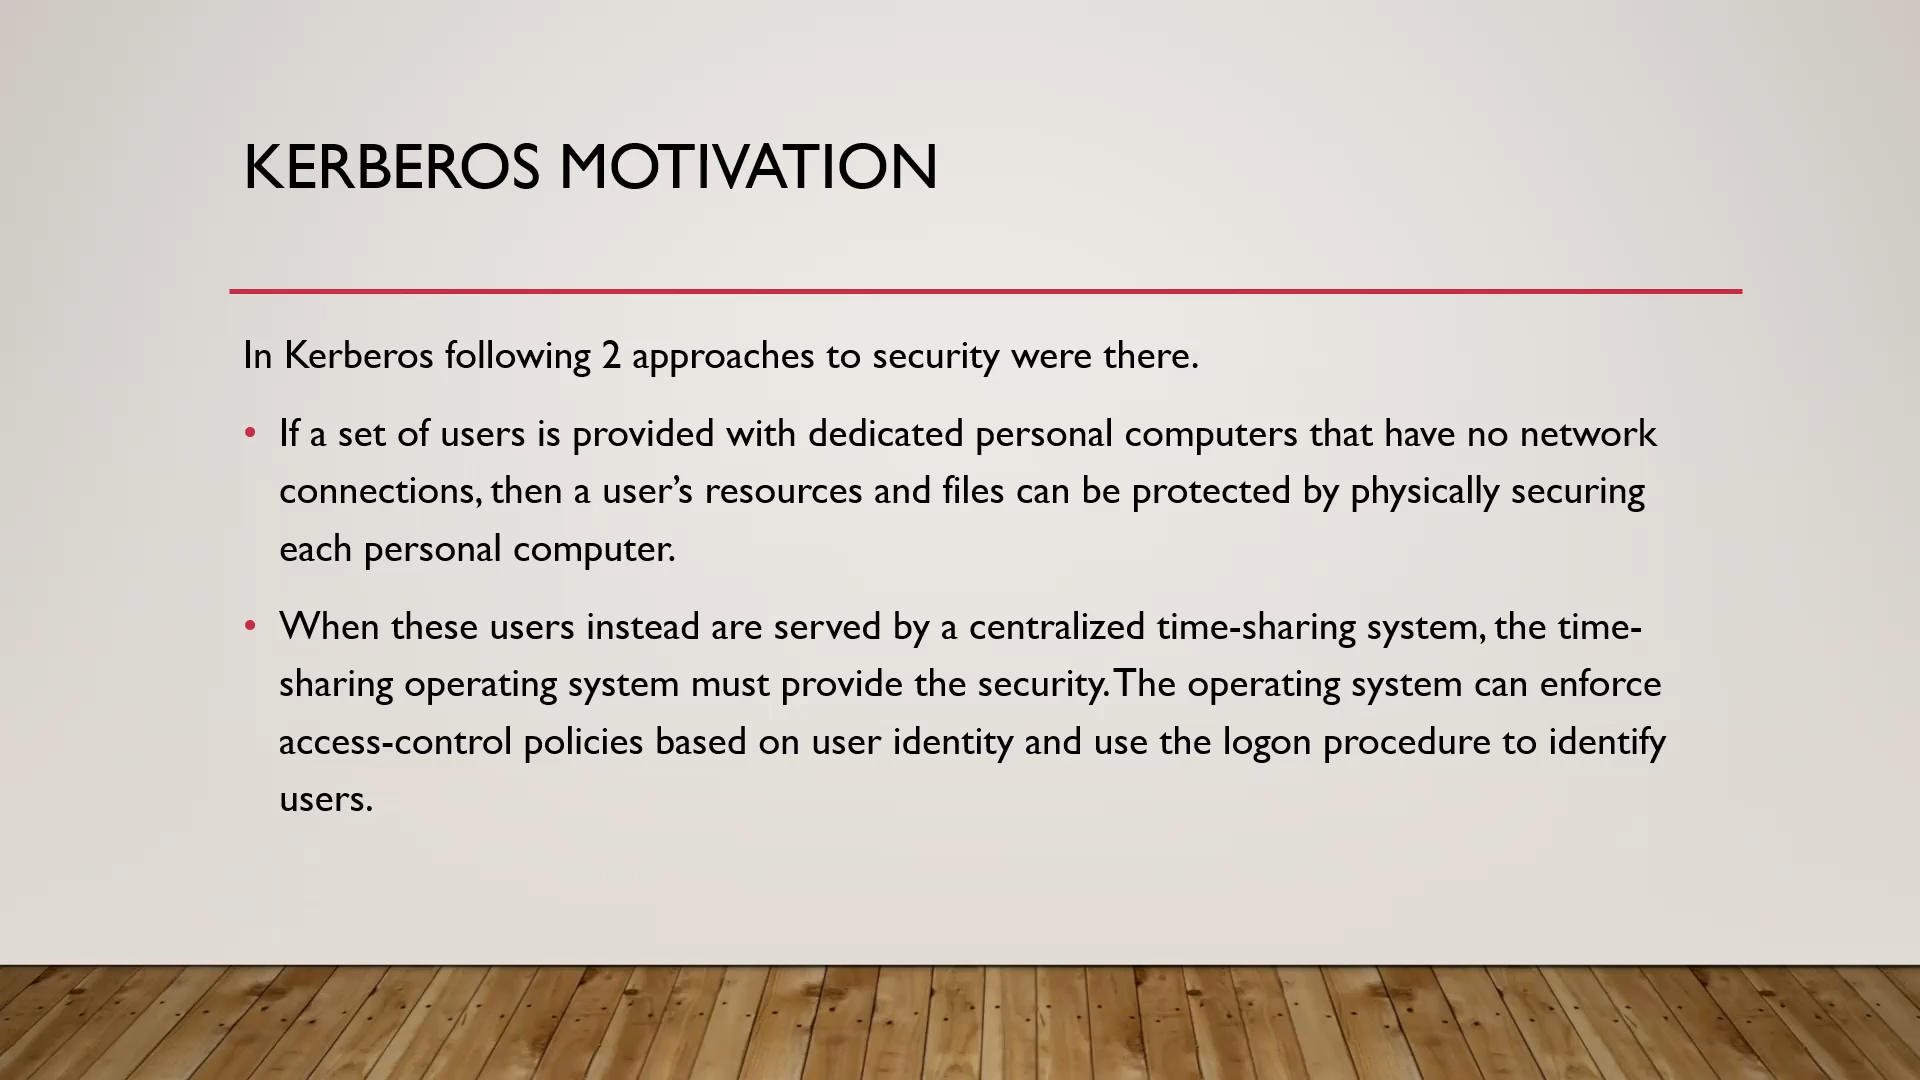 KERBEROS MOTIVATION
In Kerberos following 2 approaches to security were there.
• If a set of users is provided with dedicated personal computers that have no network
connections, then a user’s resources and files can be protected by physically securing
each personal computer.
• When these users instead are served by a centralized time-sharing system, the time-
sharing operating system must provide the security. The operating system can enforce
access-control policies based on user identity and use the logon procedure to identify
users.